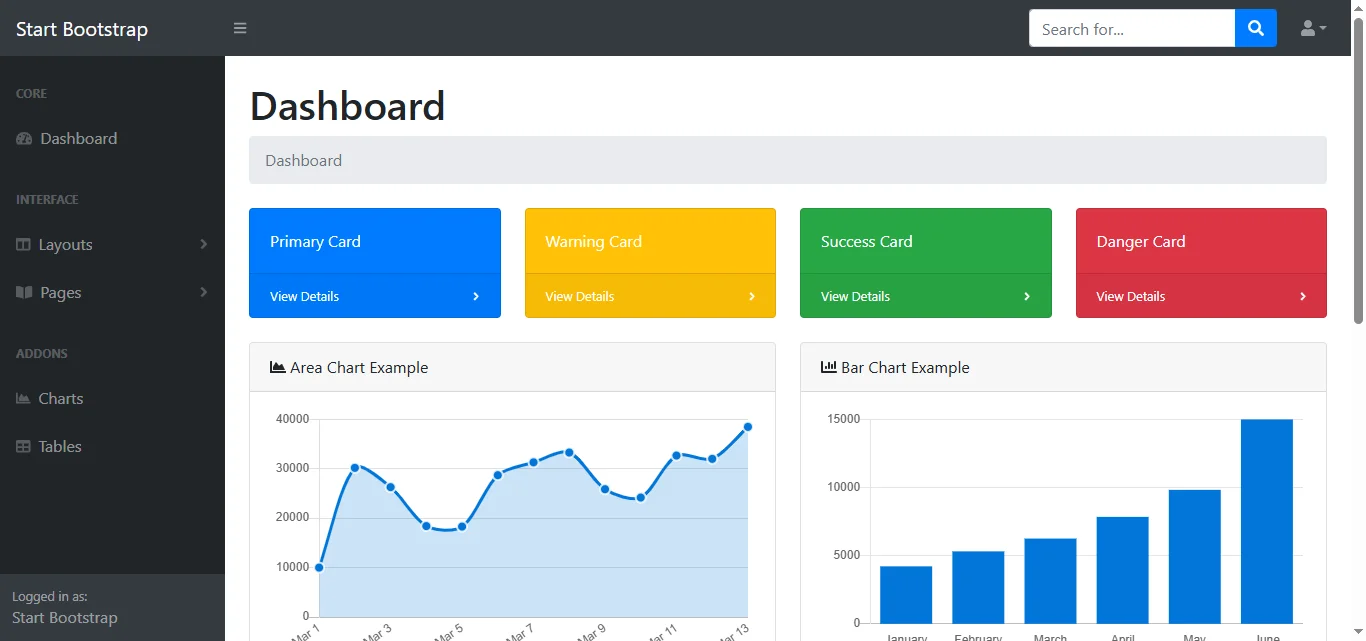 Start Bootstrap
Search for...
CORE
Dashboard
INTERFACE
Layouts
Pages
ADDONS
Charts
Tables
Logged in as:
Start Bootstrap
Dashboard
Dashboard
Primary Card
View Details
Warning Card
View Details
Success Card
View Details
Danger Card
View Details
Area Chart Example
40000
30000
20000
10000
0
Mar 1
Mar 3
Mar 5
Mar 7
Mar 9
Mar 11
Mar 13
Bar Chart Example
15000
10000
5000
0
January
February
March
April
May
June